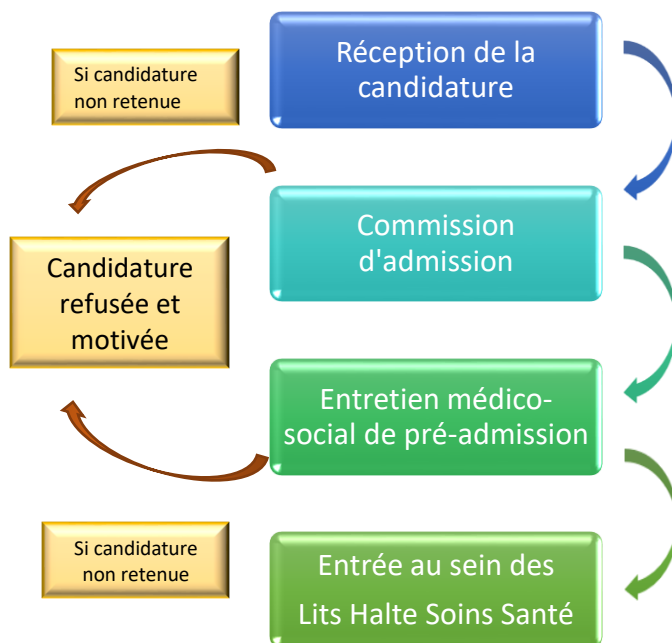 Si candidature
non retenue
Réception de la
candidature
Commission
d'admission
Candidature
refusée et
motivée
Entretien médico-
social de pré-admission
Si candidature
non retenue
Entrée au sein des
Lits Halte Soins Santé